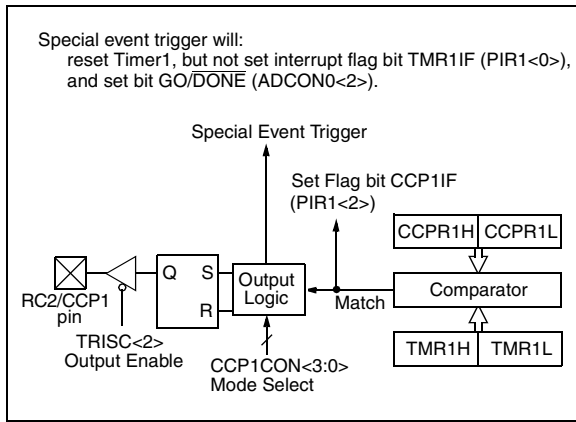 Special event trigger will:
reset Timer1, but not set interrupt flag bit TMR1IF (PIR1<0>),
and set bit GO/DONE (ADCON0<2>).
Special Event Trigger
Set Flag bit CCP1IF
(PIR1<2>)
CCPR1H CCPR1L
Q S Output
R Logic
Match
Comparator
RC2/CCP1
pin
TRISC<2>
Output Enable
CCP1CON<3:0>
Mode Select
TMR1H TMR1L